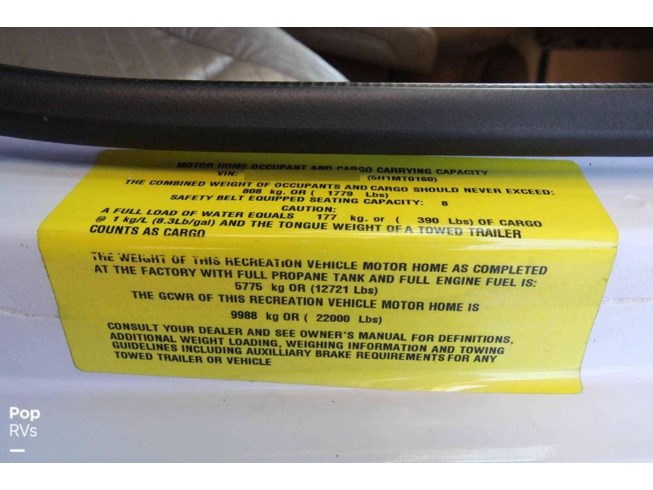 MOTOR HOME OCCUPANT AND CARGO CARRYING CAPACITY
VIN: (5H1MT0160)
THE COMBINED WEIGHT OF OCCUPANTS AND CARGO SHOULD NEVER EXCEED:
808 kg. OR ( 1779 Lbs)
SAFETY BELT EQUIPPED SEATING CAPACITY: 8
CAUTION:
A FULL LOAD OF WATER EQUALS 177 kg. or ( 390 Lbs) OF CARGO
@ 1 kg/L (8.3Lb/gal) AND THE TONGUE WEIGHT OF A TOWED TRAILER
COUNTS AS CARGO
THE WEIGHT OF THIS RECREATION VEHICLE MOTOR HOME AS COMPLETED
AT THE FACTORY WITH FULL PROPANE TANK AND FULL ENGINE FUEL IS:
5775 kg OR (12721 Lbs)
THE GCWR OF THIS RECREATION VEHICLE MOTOR HOME IS
9988 kg OR ( 22000 Lbs)
CONSULT YOUR DEALER AND SEE OWNER'S MANUAL FOR DEFINITIONS,
ADDITIONAL WEIGHT LOADING, WEIGHING INFORMATION AND TOWING
GUIDELINES INCLUDING AUXILLIARY BRAKE REQUIREMENTS FOR ANY
TOWED TRAILER OR VEHICLE
Pop
RVs